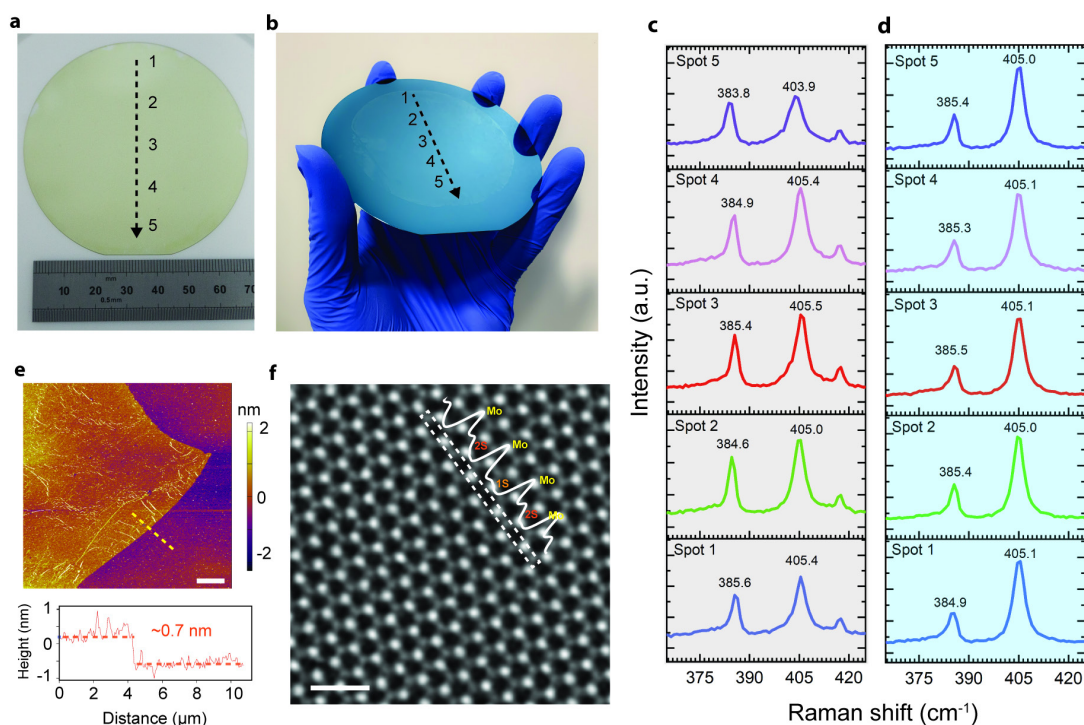 a
1
2
3
4
5
mm
0.5mm
10 20 30 40 50 60 70
b
1
2
3
4
5
c
Intensity (a.u.)
Spot 5
383.8
403.9
Spot 4
384.9
405.4
Spot 3
385.4
405.5
Spot 2
384.6
405.0
Spot 1
385.6
405.4
375 390 405 420
d
Spot 5
385.4
405.0
Spot 4
385.3
405.1
Spot 3
385.5
405.1
Spot 2
385.4
405.0
Spot 1
384.9
405.1
375 390 405 420
Raman shift (cm⁻¹)
e
nm
2
0
-2
Height (nm)
1
0
-1
~0.7 nm
0 2 4 6 8 10
Distance (µm)
f
Mo
2S
Mo
1S
Mo
2S
Mo